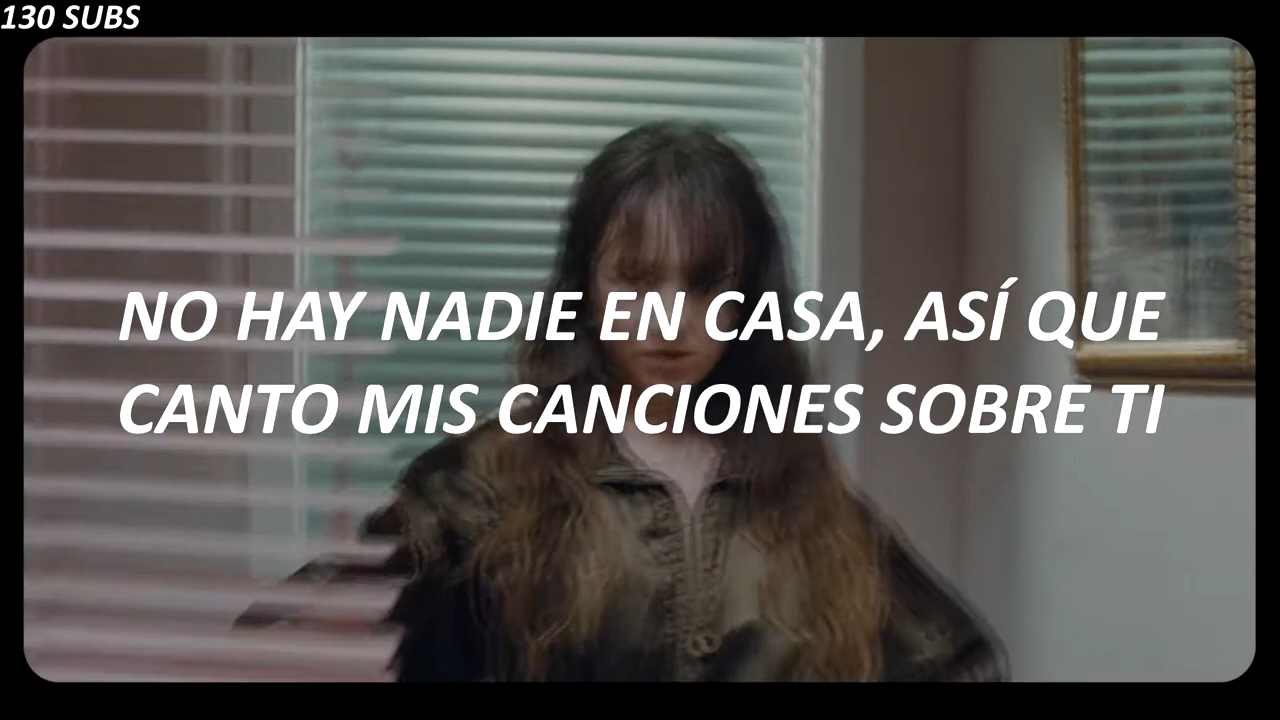 130 SUBS
NO HAY NADIE EN CASA, ASÍ QUE
CANTO MIS CANCIONES SOBRE TI